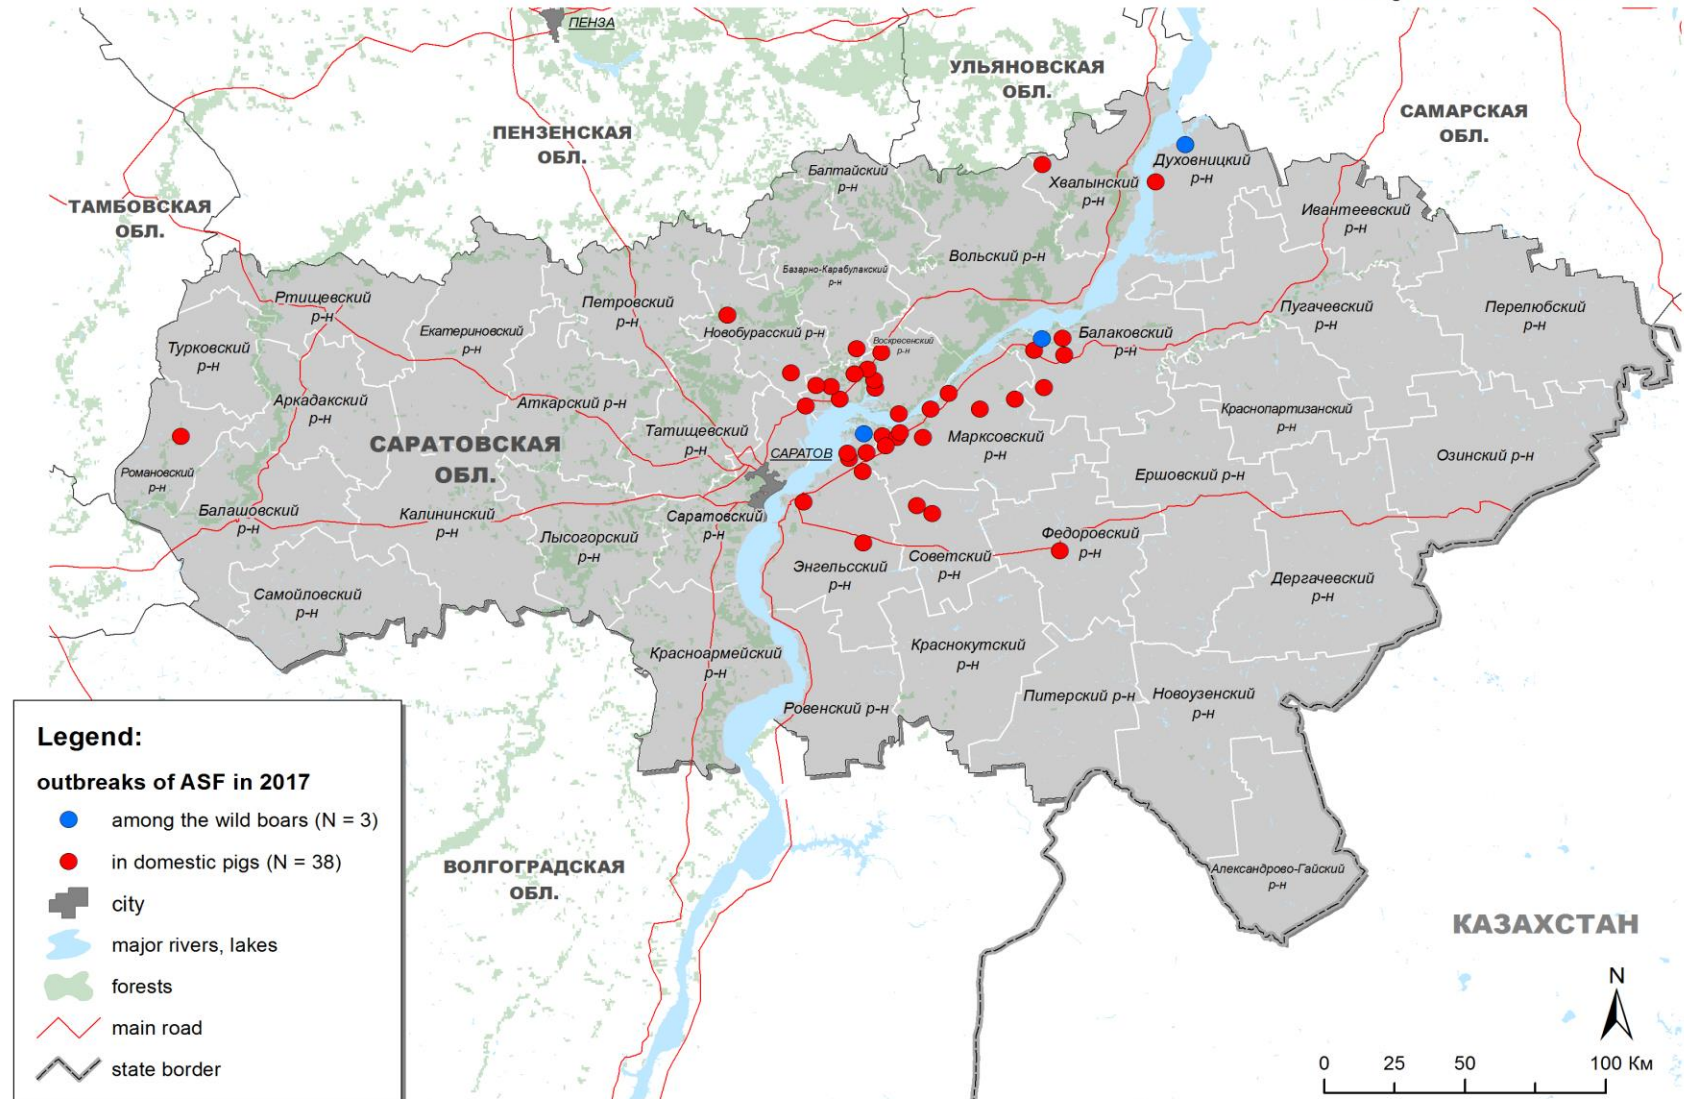 ПЕНЗА
УЛЬЯНОВСКАЯ
ОБЛ.
САМАРСКАЯ
ОБЛ.
ПЕНЗЕНСКАЯ
ОБЛ.
ТАМБОВСКАЯ
ОБЛ.
Балтайский
р-н
Хвалынский
р-н
Духовницкий
р-н
Ивантеевский
р-н
Вольский р-н
Базарно-Карабулакский
р-н
Ртищевский
р-н
Петровский
р-н
Екатериновский
р-н
Новобурасский р-н
Воскресенский
р-н
Балаковский
р-н
Пугачевский
р-н
Перелюбский
р-н
Турковский
р-н
Аркадакский
р-н
Аткарский р-н
Татищевский
р-н
Марксовский
р-н
Краснопартизанский
р-н
САРАТОВСКАЯ
ОБЛ.
САРАТОВ
Озинский р-н
Ершовский р-н
Романовский
р-н
Балашовский
р-н
Калининский
р-н
Лысогорский
р-н
Саратовский
р-н
Энгельсский
р-н
Советский
р-н
Федоровский
р-н
Дергачевский
р-н
Самойловский
р-н
Красноармейский
р-н
Краснокутский
р-н
Ровенский р-н
Питерский р-н
Новоузенский
р-н
Александрово-Гайский
р-н
ВОЛГОГРАДСКАЯ
ОБЛ.
КАЗАХСТАН
Legend:
outbreaks of ASF in 2017
among the wild boars (N = 3)
in domestic pigs (N = 38)
city
major rivers, lakes
forests
main road
state border
N
0 25 50 100 Км